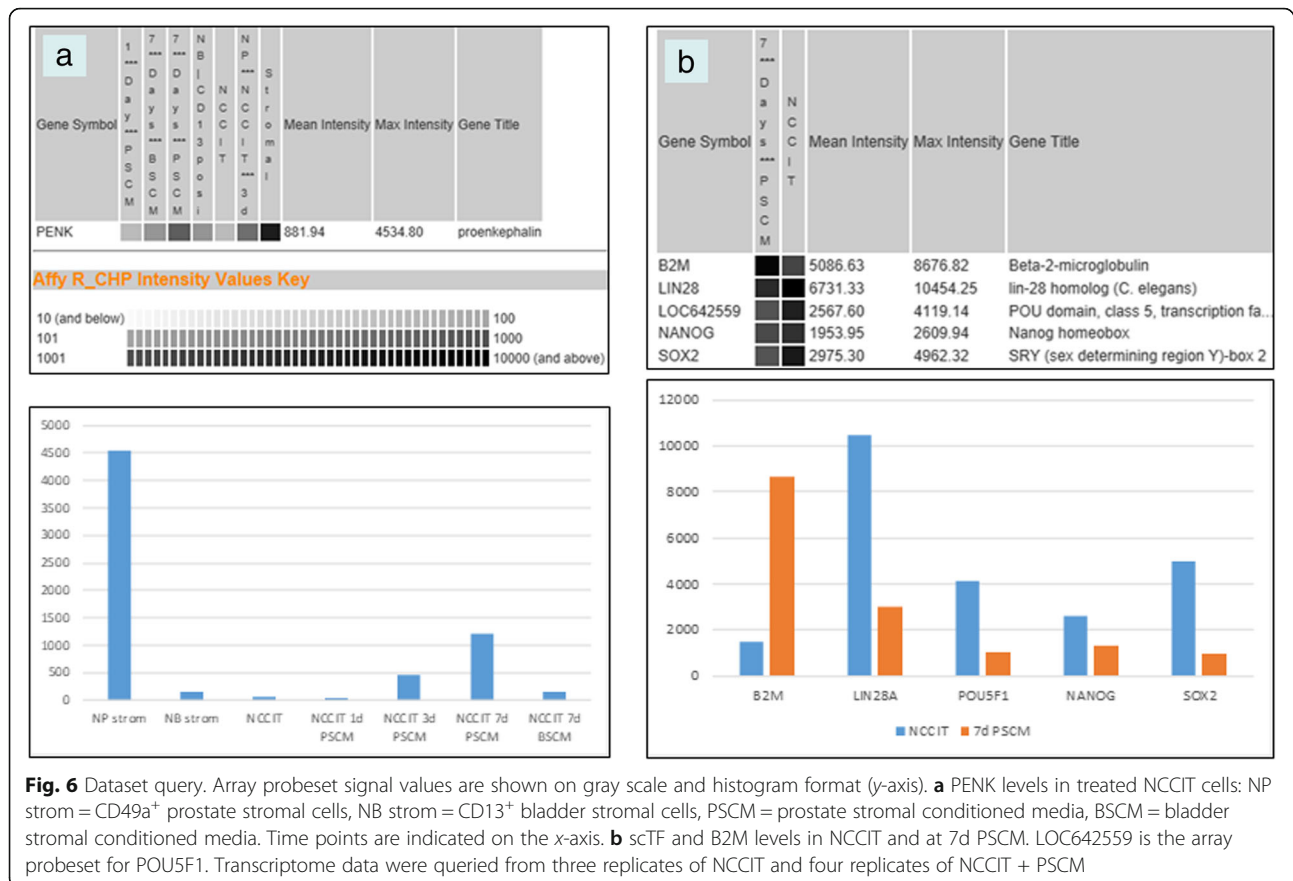 a
Gene Symbol
1***Day***PSCM
7***Days***BSCM
7***Days***PSCM
NB|CD13posi
NCCIT
NP***NCCIT***3d
Stromal
Mean Intensity
Max Intensity
Gene Title
PENK 881.94 4534.80 proenkephalin
Affy R_CHP Intensity Values Key
10 (and below) 100
101 1000
1001 10000 (and above)
5000
4500
4000
3500
3000
2500
2000
1500
1000
500
0
NP strom
NB strom
NCCIT
NCCIT 1d
PSCM
NCCIT 3d
PSCM
NCCIT 7d
PSCM
NCCIT 7d
BSCM
b
Gene Symbol
7***Days***PSCM
NCCIT
Mean Intensity
Max Intensity
Gene Title
B2M 5086.63 8676.82 Beta-2-microglobulin
LIN28 6731.33 10454.25 lin-28 homolog (C. elegans)
LOC642559 2567.60 4119.14 POU domain, class 5, transcription fa...
NANOG 1953.95 2609.94 Nanog homeobox
SOX2 2975.30 4962.32 SRY (sex determining region Y)-box 2
12000
10000
8000
6000
4000
2000
0
B2M
LIN28A
POU5F1
NANOG
SOX2
NCCIT 7d PSCM
Fig. 6 Dataset query. Array probeset signal values are shown on gray scale and histogram format (y-axis). a PENK levels in treated NCCIT cells: NP
strom = CD49a+ prostate stromal cells, NB strom = CD13+ bladder stromal cells, PSCM = prostate stromal conditioned media, BSCM = bladder
stromal conditioned media. Time points are indicated on the x-axis. b scTF and B2M levels in NCCIT and at 7d PSCM. LOC642559 is the array
probeset for POU5F1. Transcriptome data were queried from three replicates of NCCIT and four replicates of NCCIT + PSCM